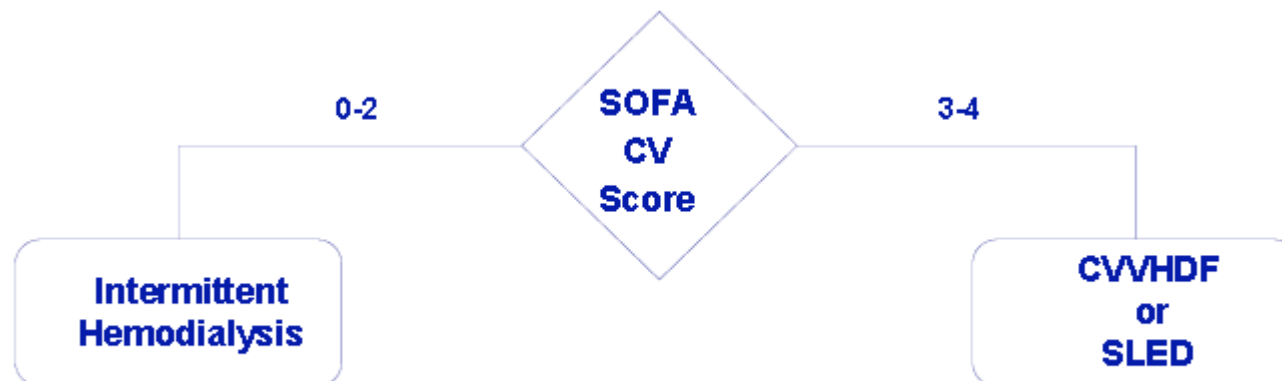 0-2
SOFA
CV
Score
3-4
Intermittent
Hemodialysis
CVVHDF
or
SLED